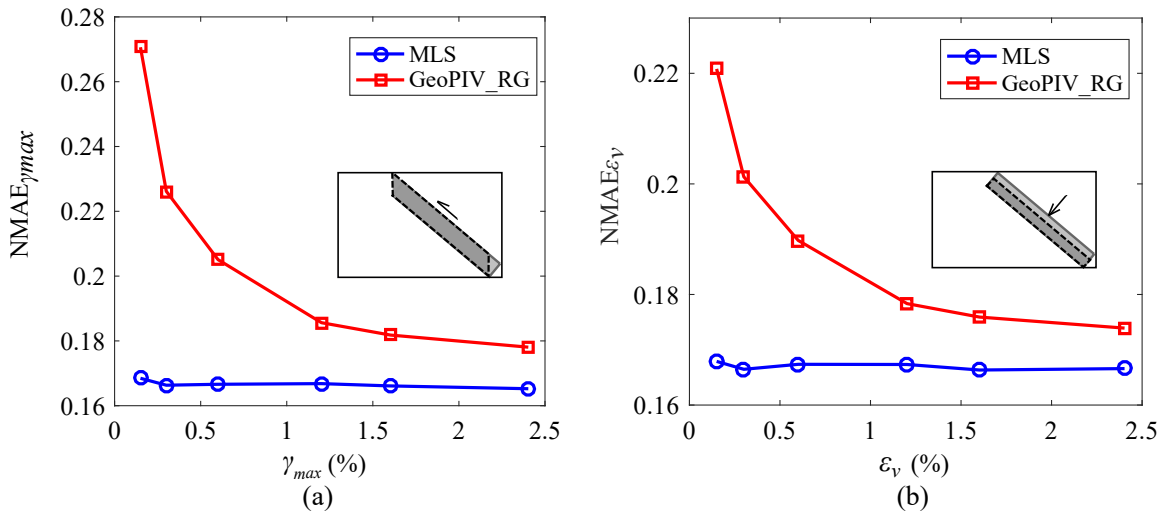 0.28
0.26
0.24
0.22
0.2
0.18
0.16
NMAEγmax
MLS
GeoPIV_RG
0 0.5 1 1.5 2 2.5
γmax (%)
(a)
0.22
0.2
0.18
0.16
NMAEεv
MLS
GeoPIV_RG
0 0.5 1 1.5 2 2.5
εv (%)
(b)